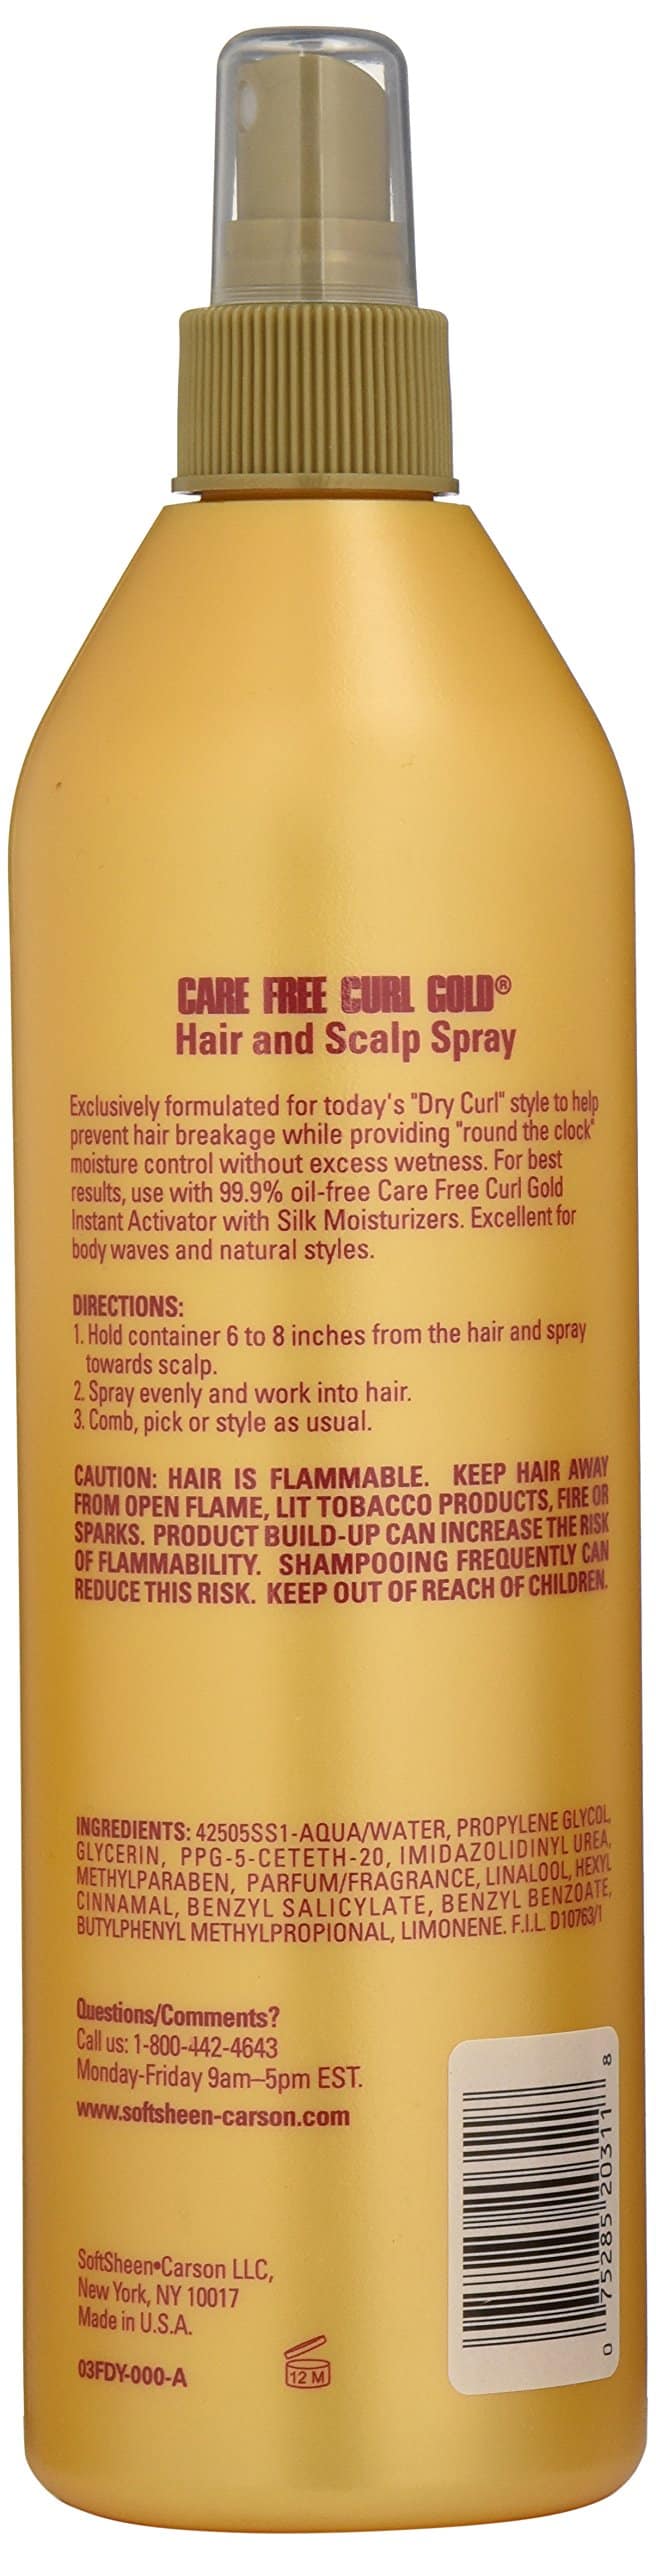 CARE FREE CURL GOLD®
Hair and Scalp Spray
Exclusively formulated for today's "Dry Curl" style to help
prevent hair breakage while providing "round the clock"
moisture control without excess wetness. For best
results, use with 99.9% oil-free Care Free Curl Gold
Instant Activator with Silk Moisturizers. Excellent for
body waves and natural styles.
DIRECTIONS:
1. Hold container 6 to 8 inches from the hair and spray
towards scalp.
2. Spray evenly and work into hair.
3. Comb, pick or style as usual.
CAUTION: HAIR IS FLAMMABLE. KEEP HAIR AWAY
FROM OPEN FLAME, LIT TOBACCO PRODUCTS, FIRE OR
SPARKS. PRODUCT BUILD-UP CAN INCREASE THE RISK
OF FLAMMABILITY. SHAMPOOING FREQUENTLY CAN
REDUCE THIS RISK. KEEP OUT OF REACH OF CHILDREN.
INGREDIENTS: 42505SS1-AQUA/WATER, PROPYLENE GLYCOL,
GLYCERIN, PPG-5-CETETH-20, IMIDAZOLIDINYL UREA,
METHYLPARABEN, PARFUM/FRAGRANCE, LINALOOL, HEXYL
CINNAMAL, BENZYL SALICYLATE, BENZYL BENZOATE,
BUTYLPHENYL METHYLPROPIONAL, LIMONENE. F.I.L. D10763/1
Questions/Comments?
Call us: 1-800-442-4643
Monday-Friday 9am–5pm EST.
www.softsheen-carson.com
SoftSheen•Carson LLC,
New York, NY 10017
Made in U.S.A.
03FDY-000-A
12 M
0 75285 20311 8